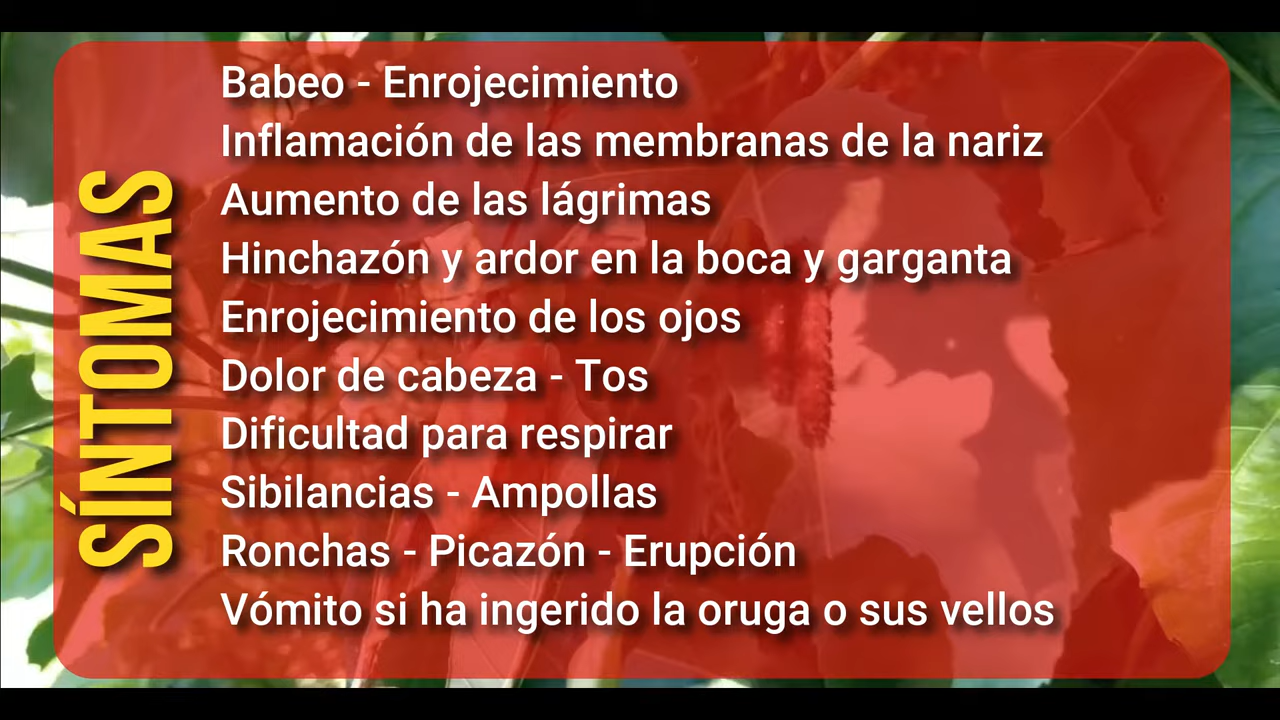 SÍNTOMAS
Babeo - Enrojecimiento
Inflamación de las membranas de la nariz
Aumento de las lágrimas
Hinchazón y ardor en la boca y garganta
Enrojecimiento de los ojos
Dolor de cabeza - Tos
Dificultad para respirar
Sibilancias - Ampollas
Ronchas - Picazón - Erupción
Vómito si ha ingerido la oruga o sus vellos